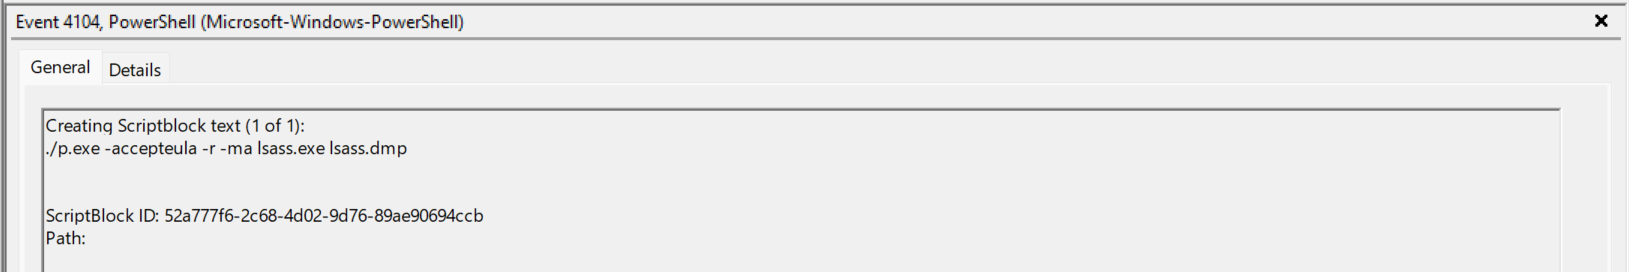 Event 4104, PowerShell (Microsoft-Windows-PowerShell)
General Details
Creating Scriptblock text (1 of 1):
./p.exe -accepteula -r -ma lsass.exe lsass.dmp
ScriptBlock ID: 52a777f6-2c68-4d02-9d76-89ae90694ccb
Path: